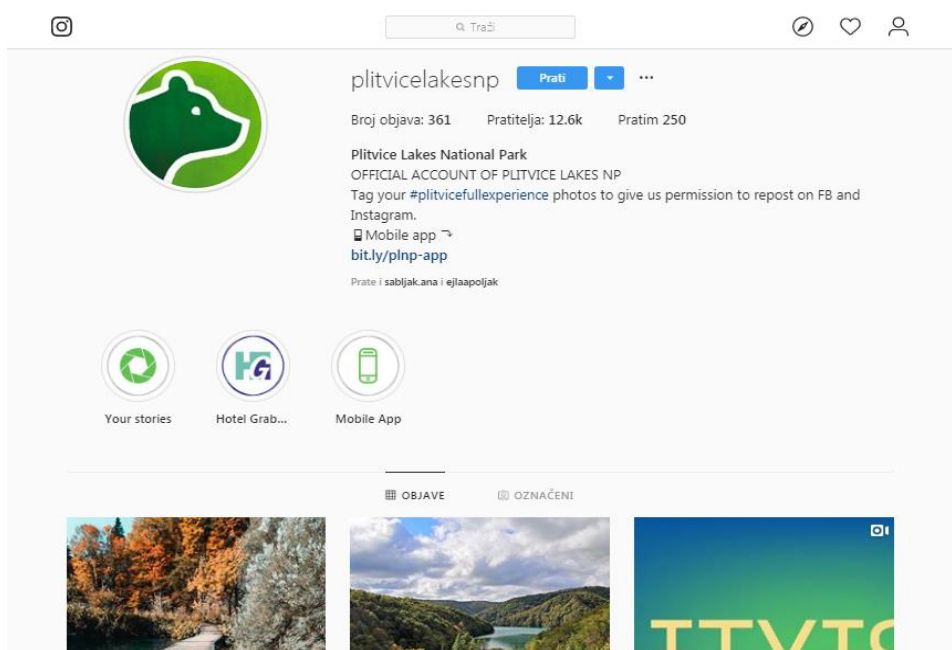 Traži
plitvicelakesnp Prati ...
Broj objava: 361 Pratitelja: 12.6k Pratim 250
Plitvice Lakes National Park
OFFICIAL ACCOUNT OF PLITVICE LAKES NP
Tag your #plitvicefullexperience photos to give us permission to repost on FB and
Instagram.
Mobile app
bit.ly/plnp-app
Prate i sabljak.ana i ejlaapoljak
HG
Your stories Hotel Grab... Mobile App
OBJAVE OZNAČENI